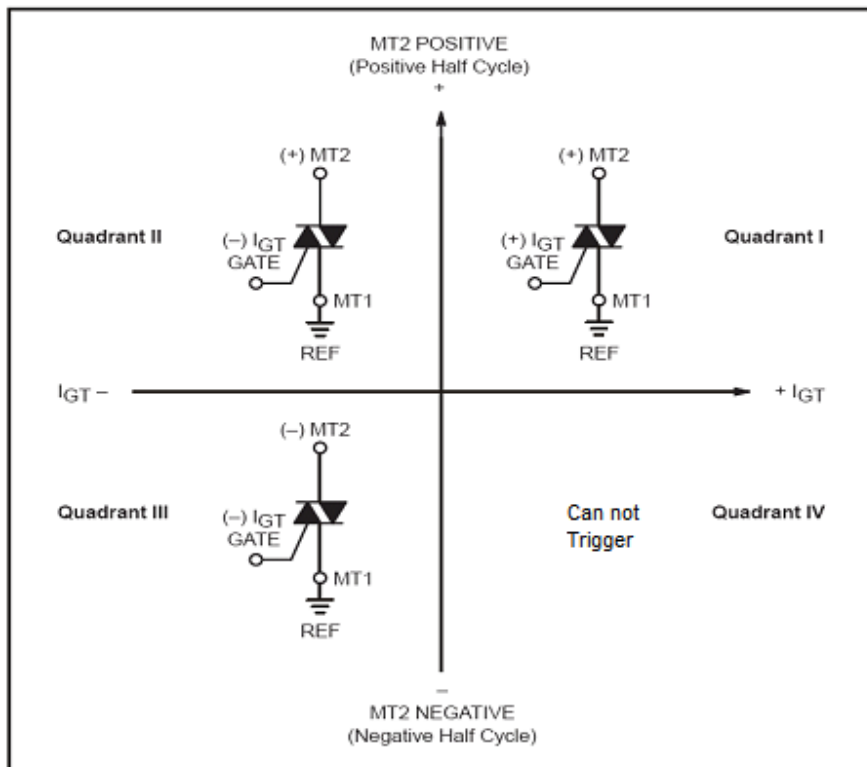 MT2 POSITIVE
(Positive Half Cycle)
+
(+) MT2
(+) MT2
Quadrant II
(–) IGT
GATE
(+) IGT
GATE
Quadrant I
MT1
MT1
REF
REF
IGT –
+ IGT
(–) MT2
Quadrant III
(–) IGT
GATE
Can not
Trigger
Quadrant IV
MT1
REF
–
MT2 NEGATIVE
(Negative Half Cycle)